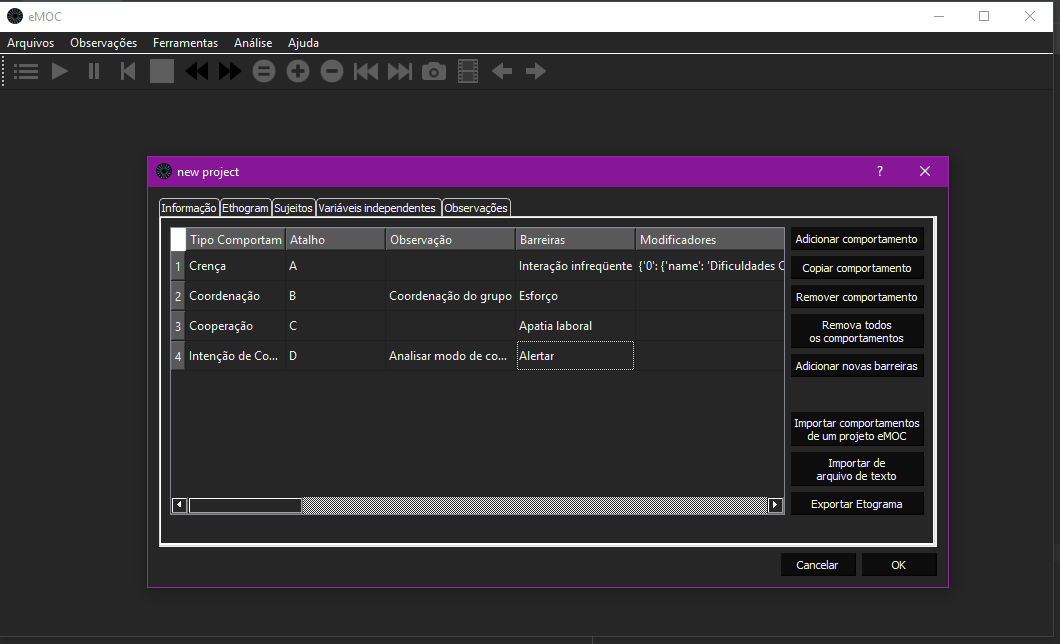 eMOC
Arquivos Observações Ferramentas Análise Ajuda
new project
?
Informação Ethogram Sujeitos Variáveis independentes Observações
Tipo Comportam Atalho Observação Barreiras Modificadores
1 Crença A Interação infreqüente {'0': {'name': 'Dificuldades C
2 Coordenação B Coordenação do grupo Esforço
3 Cooperação C Apatia laboral
4 Intenção de Co... D Analisar modo de co... Alertar
Adicionar comportamento
Copiar comportamento
Remover comportamento
Remova todos
os comportamentos
Adicionar novas barreiras
Importar comportamentos
de um projeto eMOC
Importar de
arquivo de texto
Exportar Etograma
Cancelar OK